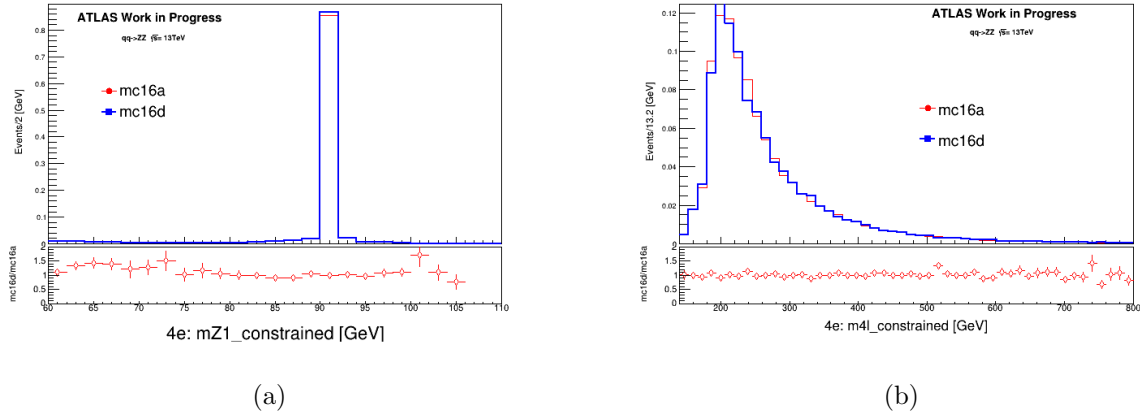 ATLAS Work in Progress
qq->ZZ √s= 13TeV
mc16a
mc16d
Events/2 [GeV]
0.8
0.7
0.6
0.5
0.4
0.3
0.2
0.1
0
mc16d/mc16a
2
1.5
1
0.5
0
60 65 70 75 80 85 90 95 100 105 110
4e: mZ1_constrained [GeV]
(a)
ATLAS Work in Progress
qq->ZZ √s= 13TeV
mc16a
mc16d
Events/13.2 [GeV]
0.12
0.1
0.08
0.06
0.04
0.02
0
mc16d/mc16a
2
1.5
1
0.5
0
200 300 400 500 600 700 800
4e: m4l_constrained [GeV]
(b)